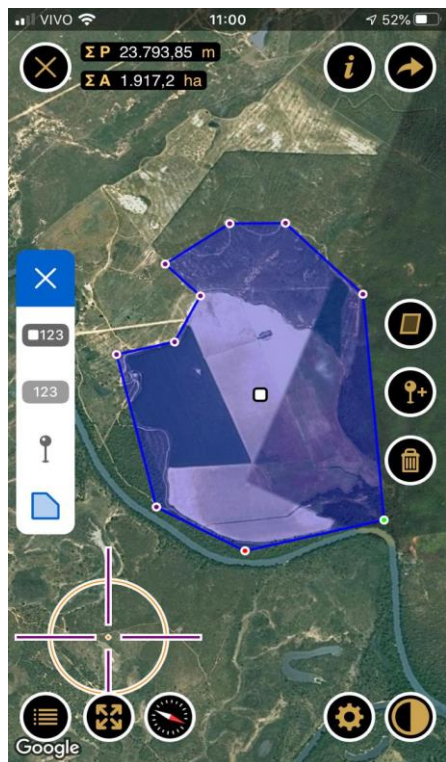 VIVO 11:00 52%
Σ P 23.793,85 m
Σ A 1.917,2 ha
i
123
123
Google